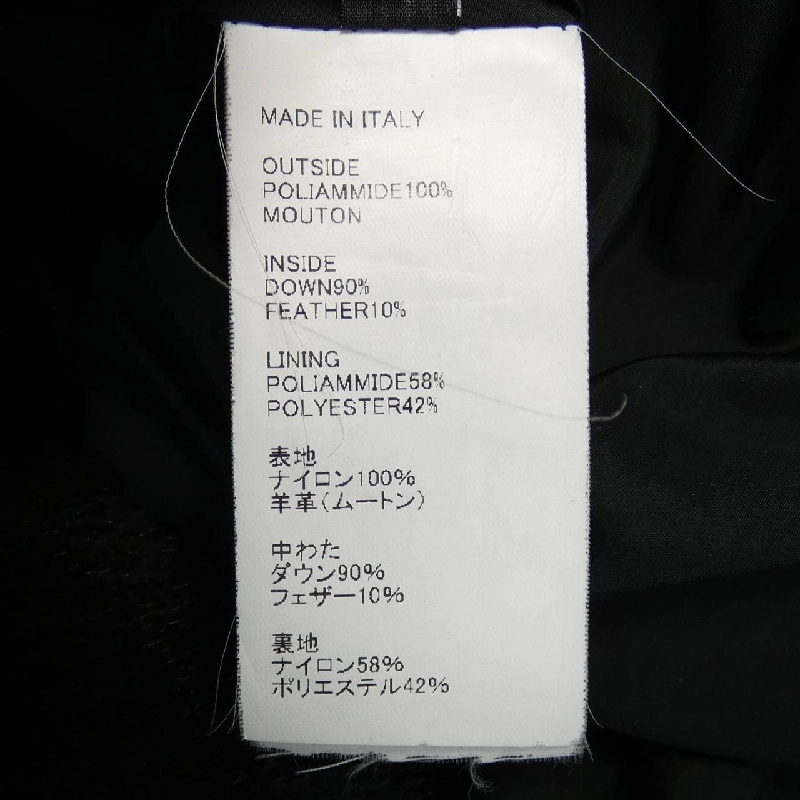 MADE IN ITALY
OUTSIDE
POLIAMMIDE100%
MOUTON
INSIDE
DOWN90%
FEATHER10%
LINING
POLIAMMIDE58%
POLYESTER42%
表地
ナイロン100%
羊革(ムートン)
中わた
ダウン90%
フェザー10%
裏地
ナイロン58%
ポリエステル42%